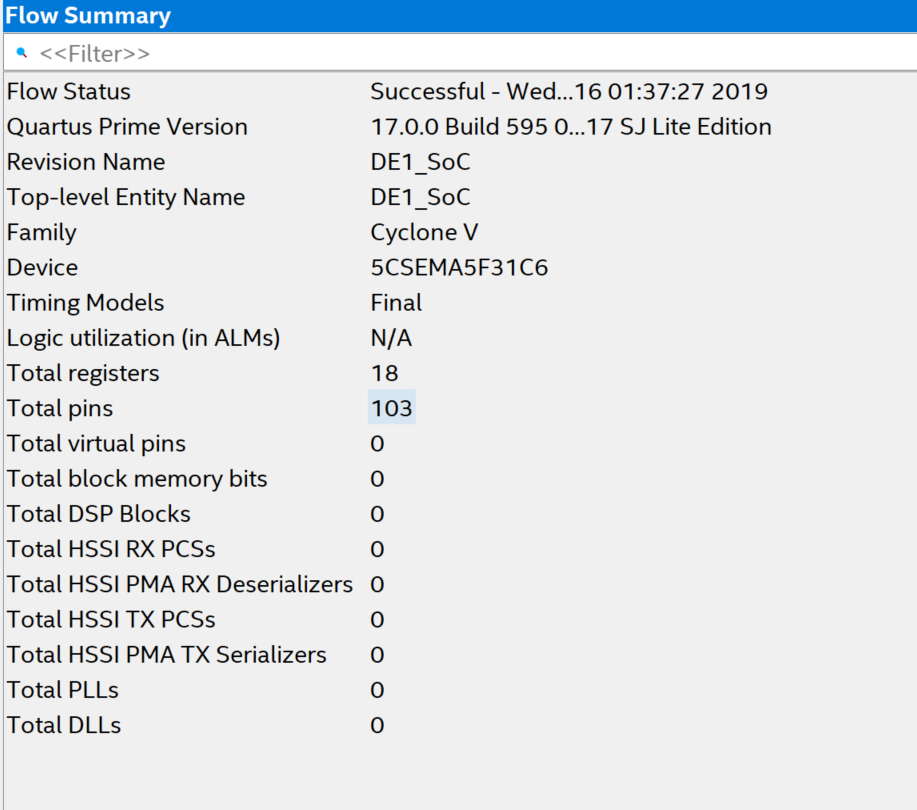 Flow Summary
<<Filter>>
Flow Status Successful - Wed...16 01:37:27 2019
Quartus Prime Version 17.0.0 Build 595 0...17 SJ Lite Edition
Revision Name DE1_SoC
Top-level Entity Name DE1_SoC
Family Cyclone V
Device 5CSEMA5F31C6
Timing Models Final
Logic utilization (in ALMs) N/A
Total registers 18
Total pins 103
Total virtual pins 0
Total block memory bits 0
Total DSP Blocks 0
Total HSSI RX PCSs 0
Total HSSI PMA RX Deserializers 0
Total HSSI TX PCSs 0
Total HSSI PMA TX Serializers 0
Total PLLs 0
Total DLLs 0